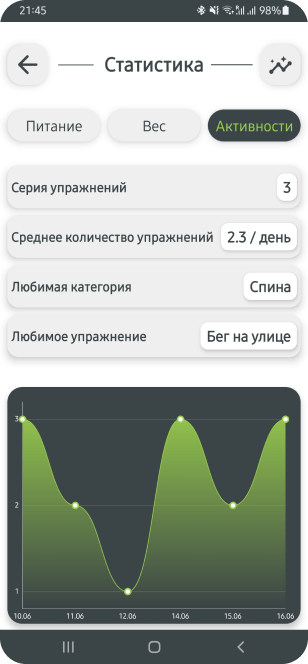 21:45
98%
Статистика
Питание
Вес
Активности
Серия упражнений
3
Среднее количество упражнений
2.3 / день
Любимая категория
Спина
Любимое упражнение
Бег на улице
3
2
1
10.06 11.06 12.06 14.06 15.06 16.06